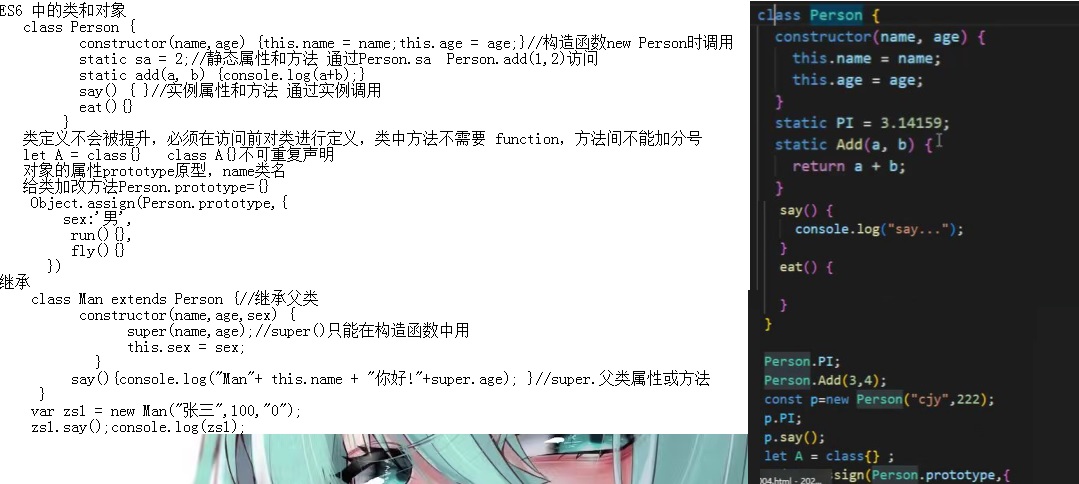 ES6 中的类和对象
class Person {
constructor(name,age) {this.name = name;this.age = age;}//构造函数new Person时调用
static sa = 2;//静态属性和方法 通过Person.sa Person.add(1,2)访问
static add(a, b) {console.log(a+b);}
say() { }//实例属性和方法 通过实例调用
eat(){}
}
类定义不会被提升，必须在访问前对类进行定义，类中方法不需要 function，方法间不能加分号
let A = class{} class A{}不可重复声明
对象的属性prototype原型，name类名
给类加改方法Person.prototype={}
Object.assign(Person.prototype,{
sex:'男',
run(){},
fly(){}
})
继承
class Man extends Person {//继承父类
constructor(name,age,sex) {
super(name,age);//super()只能在构造函数中用
this.sex = sex;
}
say(){console.log("Man"+ this.name + "你好!"+super.age); }//super.父类属性或方法
}
var zs1 = new Man("张三",100,"0");
zs1.say();console.log(zs1);
class Person {
constructor(name, age) {
this.name = name;
this.age = age;
}
static PI = 3.14159;
static Add(a, b) {
return a + b;
}
say() {
console.log("say...");
}
eat() {
}
}
Person.PI;
Person.Add(3,4);
const p=new Person("cjy",222);
p.PI;
p.say();
let A = class{} ;
sign(Person.prototype,{
004.html - 202...